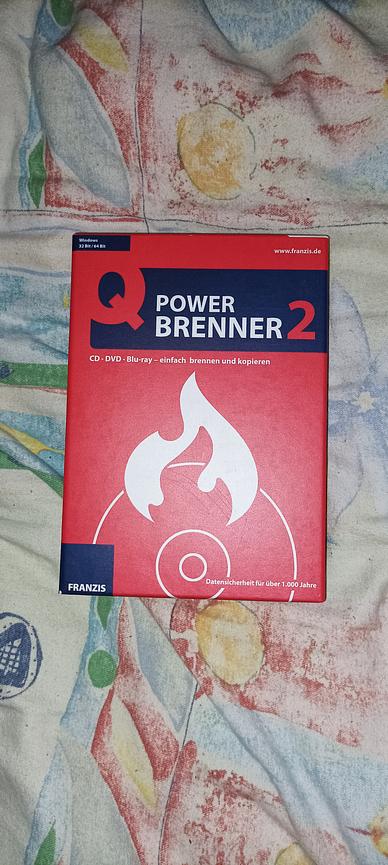 Windows
32 Bit / 64 Bit
www.franzis.de
Q
POWER
BRENNER 2
CD - DVD - Blu-ray – einfach brennen und kopieren
Datensicherheit für über 1.000 Jahre
FRANZIS